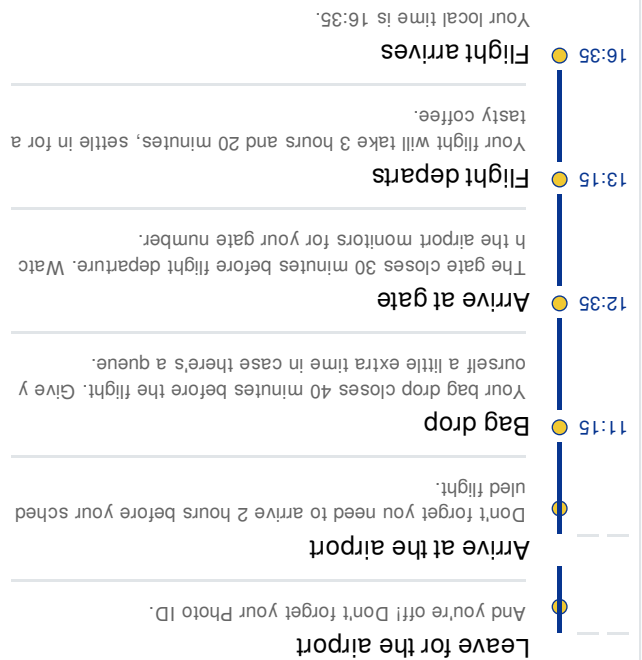 Leave for the airport
And you're off! Don't forget your Photo ID.
Arrive at the airport
Don't forget you need to arrive 2 hours before your sched
uled flight.
11:15
Bag drop
Your bag drop closes 40 minutes before the flight. Give y
ourself a little extra time in case there's a queue.
12:35
Arrive at gate
The gate closes 30 minutes before flight departure. Watc
h the airport monitors for your gate number.
13:15
Flight departs
Your flight will take 3 hours and 20 minutes, settle in for a
tasty coffee.
16:35
Flight arrives
Your local time is 16:35.